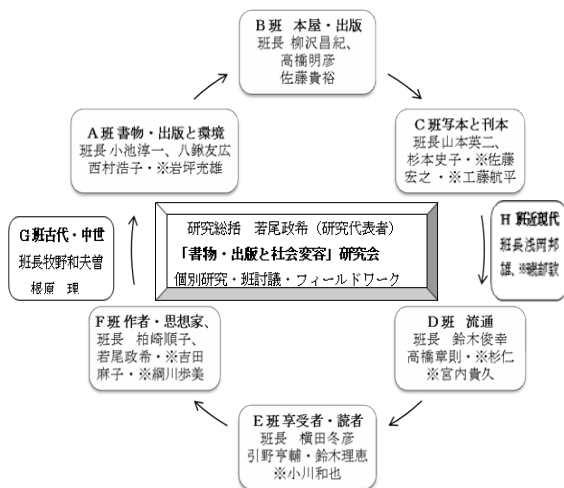 B班 本屋・出版
班長 柳沢昌紀、
高橋明彦
佐藤貴裕
A班 書物・出版と環境
班長 小池淳一、八鍬友広
西村浩子・※岩坪充雄
C班写本と刊本
班長山本英二、
杉本史子・※佐藤
宏之・※工藤航平
G班古代・中世
班長牧野和夫曽
根原 理
研究総括 若尾政希(研究代表者)
「書物・出版と社会変容」研究会
個別研究・班討議・フィールドワーク
H 班近現代
班長浅岡邦
雄、※磯部敦
F班 作者・思想家、
班長 柏崎順子、
若尾政希・※吉田
麻子・※綱川歩美
D班 流通
班長 鈴木俊幸
高橋章則・※杉仁
※宮内貴久
E班 享受者・読者
班長 横田冬彦
引野亨輔・鈴木理恵
※小川和也